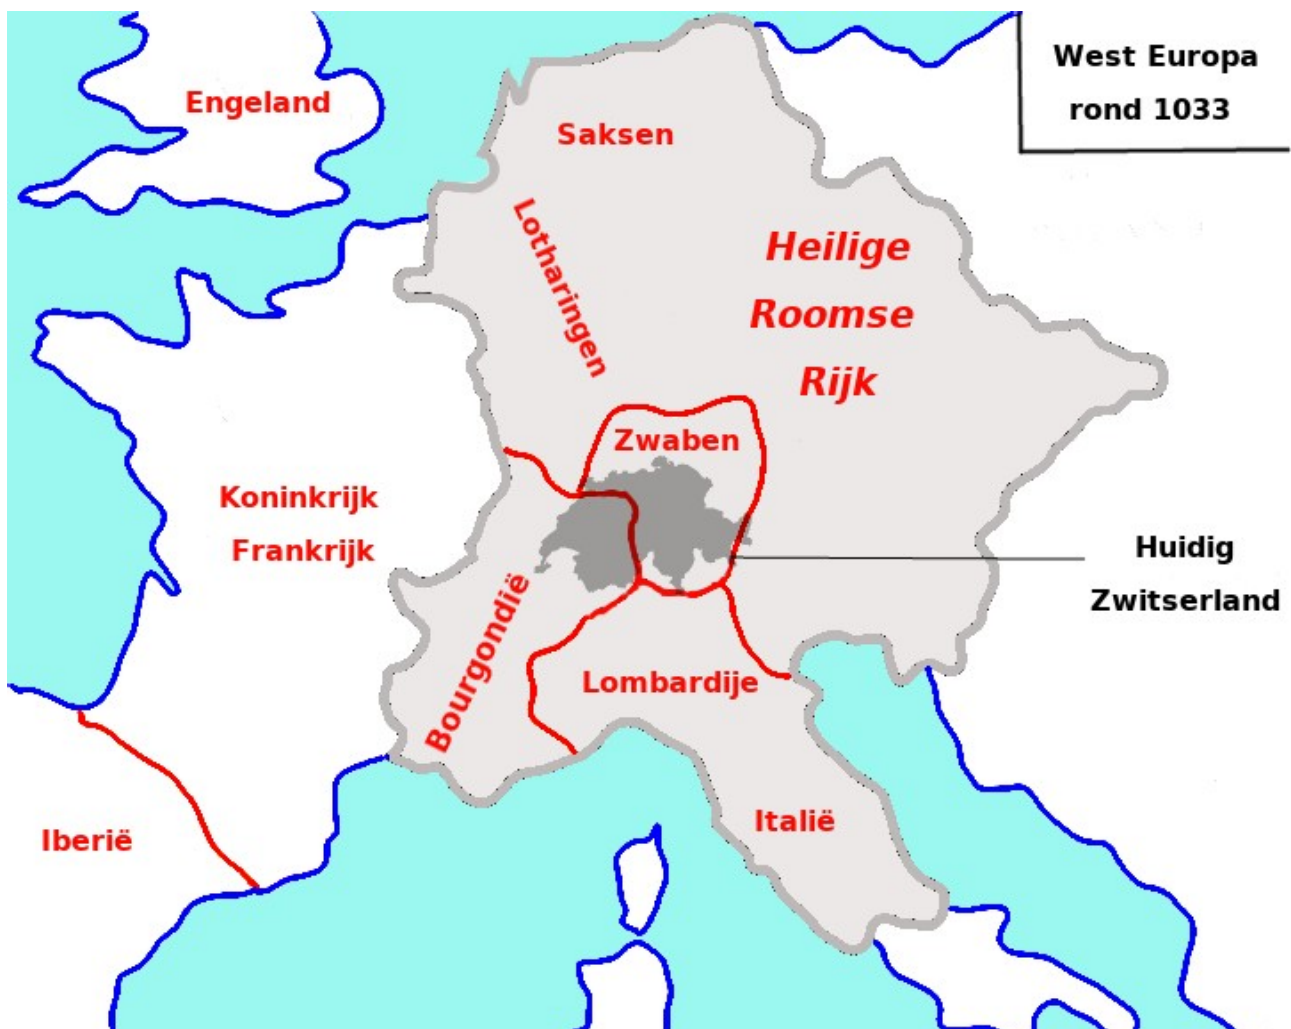 West Europa
rond 1033
Engeland
Saksen
Lotharingen
Heilige
Roomse
Rijk
Zwaben
Koninkrijk
Frankrijk
Huidig
Zwitserland
Bourgondië
Lombardije
Iberië
Italië